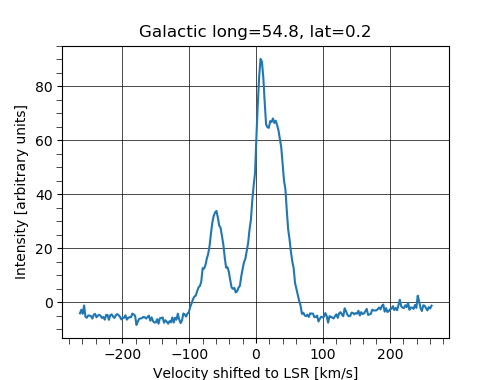 Galactic long=54.8, lat=0.2
Intensity [arbitrary units]
80
60
40
20
0
−200 −100 0 100 200
Velocity shifted to LSR [km/s]